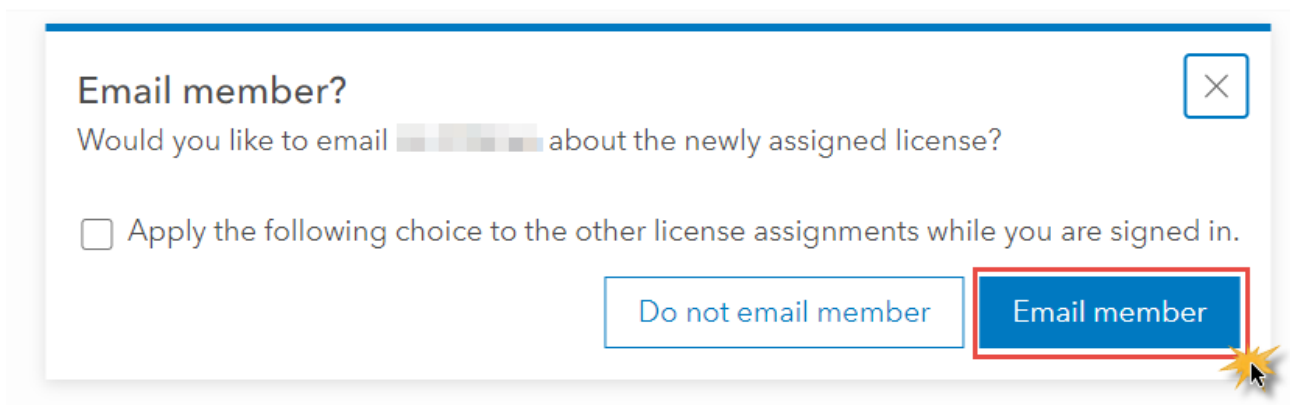 Email member?
Would you like to email about the newly assigned license?
Apply the following choice to the other license assignments while you are signed in.
Do not email member
Email member